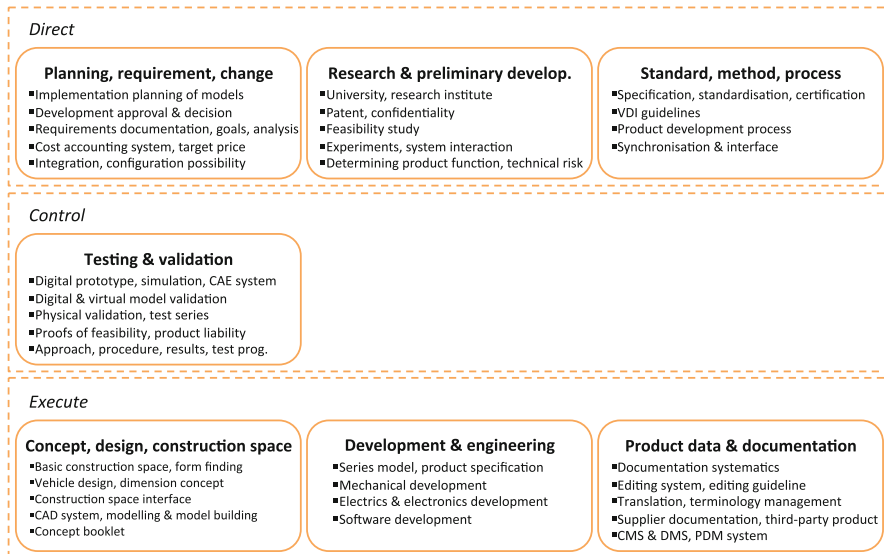 Direct
Planning, requirement, change
▪Implementation planning of models
▪Development approval & decision
▪Requirements documentation, goals, analysis
▪Cost accounting system, target price
▪Integration, configuration possibility
Research & preliminary develop.
▪University, research institute
▪Patent, confidentiality
▪Feasibility study
▪Experiments, system interaction
▪Determining product function, technical risk
Standard, method, process
▪Specification, standardisation, certification
▪VDI guidelines
▪Product development process
▪Synchronisation & interface
Control
Testing & validation
▪Digital prototype, simulation, CAE system
▪Digital & virtual model validation
▪Physical validation, test series
▪Proofs of feasibility, product liability
▪Approach, procedure, results, test prog.
Execute
Concept, design, construction space
▪Basic construction space, form finding
▪Vehicle design, dimension concept
▪Construction space interface
▪CAD system, modelling & model building
▪Concept booklet
Development & engineering
▪Series model, product specification
▪Mechanical development
▪Electrics & electronics development
▪Software development
Product data & documentation
▪Documentation systematics
▪Editing system, editing guideline
▪Translation, terminology management
▪Supplier documentation, third-party product
▪CMS & DMS, PDM system